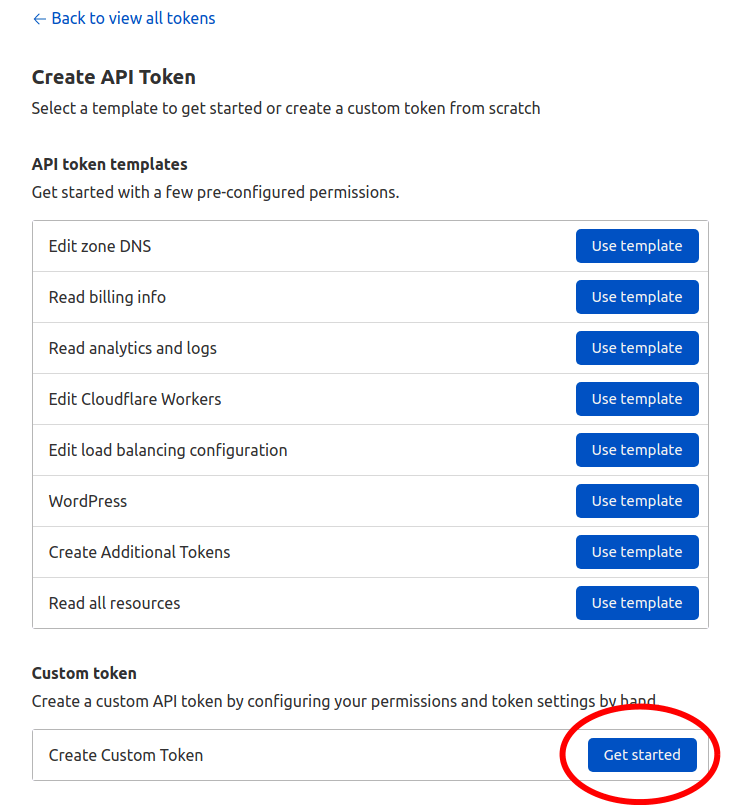 ← Back to view all tokens
Create API Token
Select a template to get started or create a custom token from scratch
API token templates
Get started with a few pre-configured permissions.
Edit zone DNS Use template
Read billing info Use template
Read analytics and logs Use template
Edit Cloudflare Workers Use template
Edit load balancing configuration Use template
WordPress Use template
Create Additional Tokens Use template
Read all resources Use template
Custom token
Create a custom API token by configuring your permissions and token settings by hand
Create Custom Token Get started